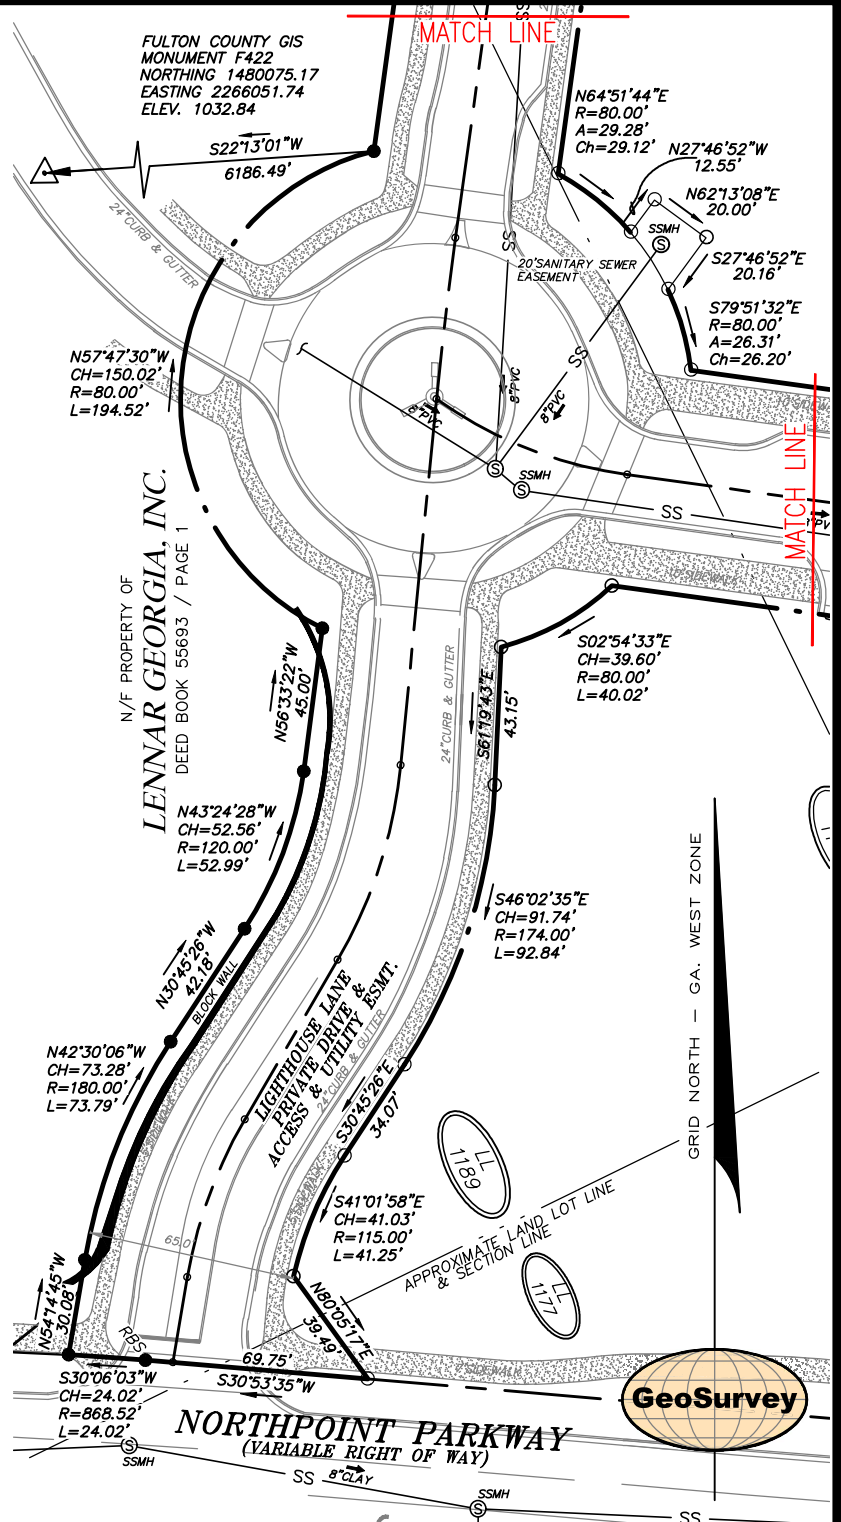 MATCH LINE
FULTON COUNTY GIS
MONUMENT F422
NORTHING 1480075.17
EASTING 2266051.74
ELEV. 1032.84
SS
N64°51'44"E
R=80.00'
A=29.28'
Ch=29.12'
S22°13'01"W
6186.49'
N27°46'52"W
12.55'
N62°13'08"E
20.00'
24"CURB & GUTTER
SS
SSMH
S
20'SANITARY SEWER
EASEMENT
S27°46'52"E
20.16'
S79°51'32"E
R=80.00'
A=26.31'
Ch=26.20'
N57°47'30"W
CH=150.02'
R=80.00'
L=194.52'
SS
8"PVC
8"PVC
8"PVC
S
SSMH
S
SS
MATCH LINE
N/F PROPERTY OF
LENNAR GEORGIA, INC.
DEED BOOK 55693 / PAGE 1
S02°54'33"E
CH=39.60'
R=80.00'
L=40.02'
N56°33'22"W
45.00'
24"CURB & GUTTER
S61°19'43"E
43.15'
N43°24'28"W
CH=52.56'
R=120.00'
L=52.99'
S46°02'35"E
CH=91.74'
R=174.00'
L=92.84'
GRID NORTH – GA. WEST ZONE
N30°45'26"W
42.18'
BLOCK WALL
LIGHTHOUSE LANE
PRIVATE DRIVE &
ACCESS & UTILITY ESMT.
24"CURB & GUTTER
N42°30'06"W
CH=73.28'
R=180.00'
L=73.79'
S30°45'26"E
34.07'
LL
1189
S41°01'58"E
CH=41.03'
R=115.00'
L=41.25'
APPROXIMATE LAND LOT LINE
& SECTION LINE
65.0
LL
1177
N54°14'45"W
30.08'
N80°05'17"E
39.49'
RBS
69.75'
S30°53'35"W
S30°06'03"W
CH=24.02'
R=868.52'
L=24.02'
GeoSurvey
NORTHPOINT PARKWAY
(VARIABLE RIGHT OF WAY)
S
SSMH
SS
8"CLAY
SSMH
S
SS